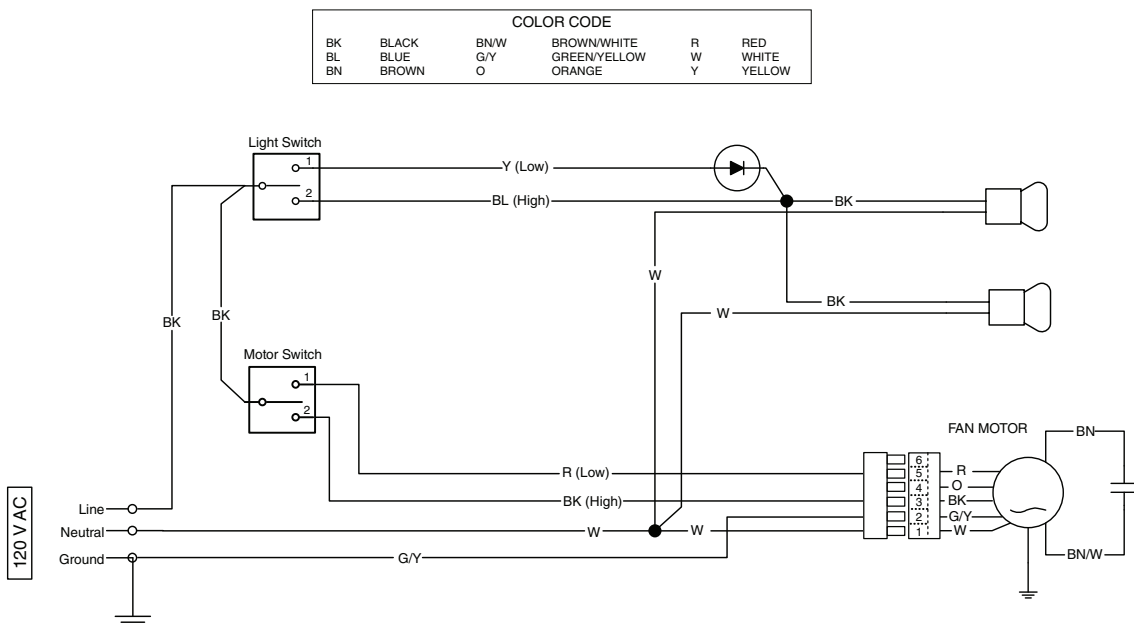 COLOR CODE
BK BLACK BN/W BROWN/WHITE R RED
BL BLUE G/Y GREEN/YELLOW W WHITE
BN BROWN O ORANGE Y YELLOW
Light Switch
1
Y (Low)
2
BL (High)
BK
W
BK
W
BK
BK
Motor Switch
1
2
FAN MOTOR
BN
R (Low)
6
5
R
4
O
BK (High)
3
BK
2
G/Y
1
W
120 V AC
Line
Neutral
W
W
BN/W
Ground
G/Y